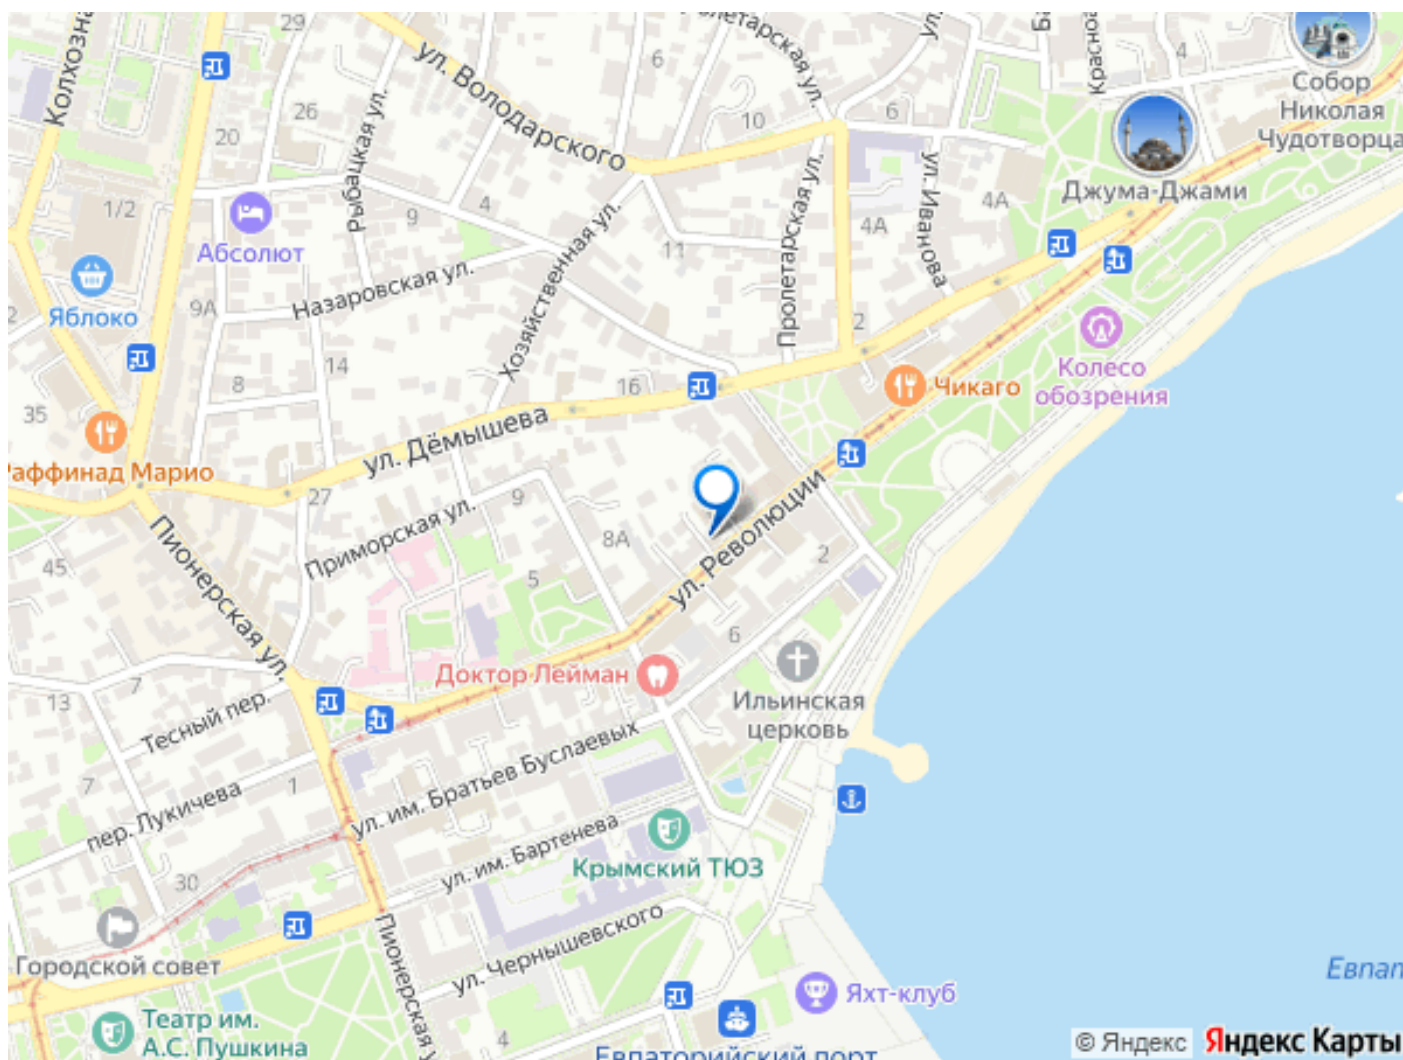 29
Колхозна
ул. Володарского
Пролетарская ул.
ул.
Красно
4
Собор
Николая
Чудотворца
6
26
20
10
6
Рыбацкая ул.
Джума-Джами
1/2
Абсолют
9
4
Пролетарская ул.
ул. Иванова
4А
4А
11
Хозяйственная ул.
Назаровская ул.
Яблоко
9А
2
2
14
8
16
Колесо
обозрения
Чикаго
35
ул. Дёмышева
Раффинад Марио
27
9
Приморская ул.
8А
ул. Революции
Пионерская ул.
45
5
2
6
Доктор Лейман
Ильинская
церковь
7
13
Тесный пер.
7
1
пер. Лукичева
ул. им. Братьев Буслаевых
ул. им. Бартенева
Крымский ТЮЗ
30
Пионерская у
ул. Чернышевского
Городской совет
Евпат
Яхт-клуб
Театр им.
А.С. Пушкина
4
Евпаторийский порт
© Яндекс Яндекс Карты